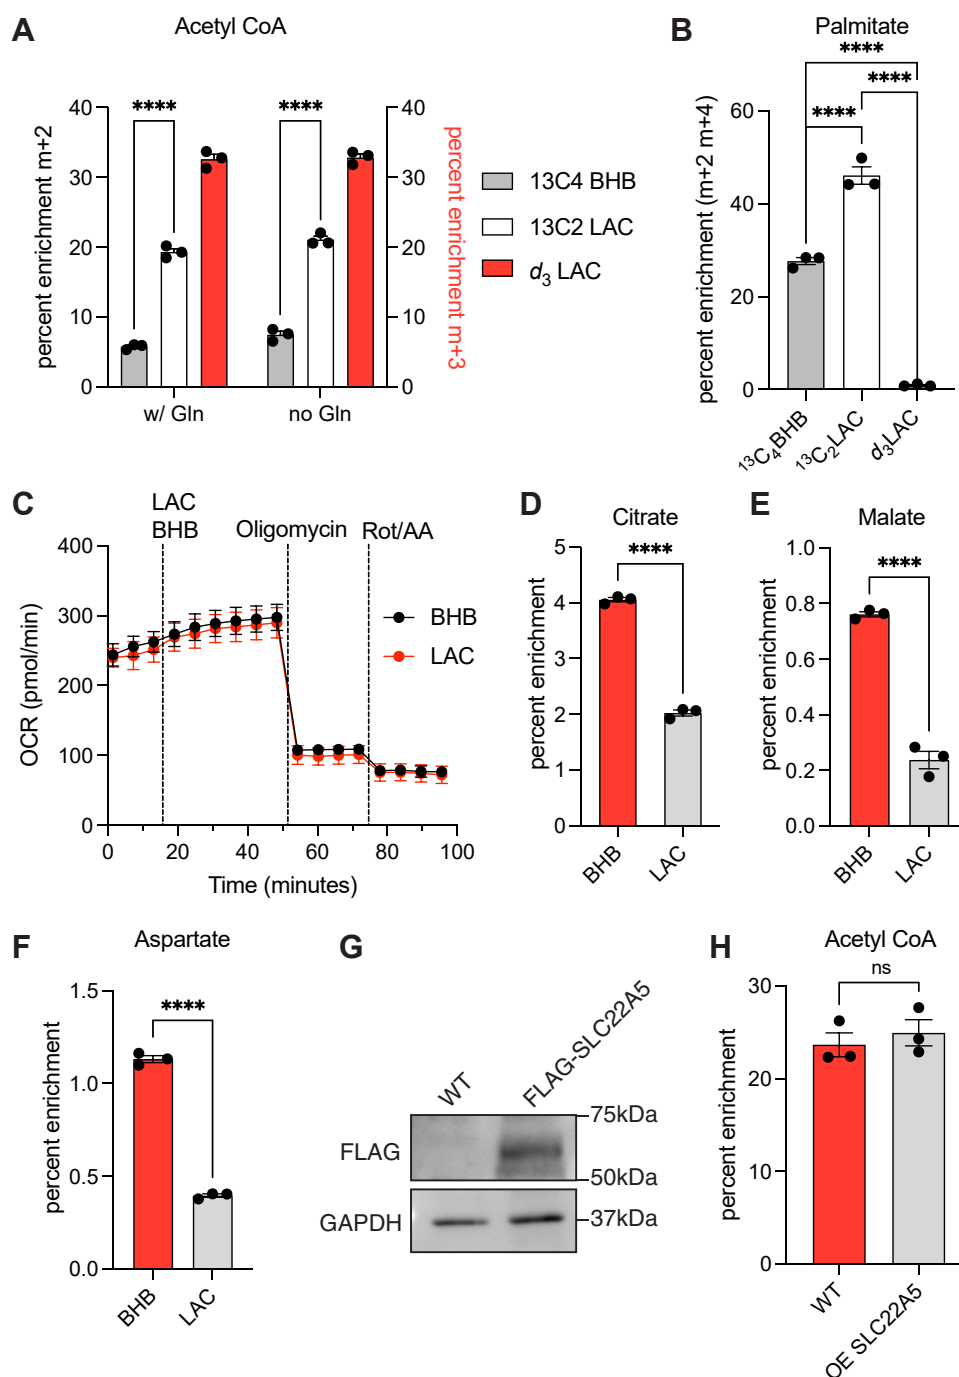 A
Acetyl CoA
percent enrichment m+2
40
30
20
10
0
****
****
40
30
20
10
0
percent enrichment m+3
w/ Gln
no Gln
13C4 BHB
13C2 LAC
d3 LAC
B
Palmitate
****
****
****
percent enrichment (m+2 m+4)
60
40
20
0
¹³C₄BHB
¹³C₂LAC
d₃LAC
C
LAC
BHB
Oligomycin
Rot/AA
OCR (pmol/min)
400
300
200
100
0
0
20
40
60
80
100
Time (minutes)
BHB
LAC
D
Citrate
****
percent enrichment
5
4
3
2
1
0
BHB
LAC
E
Malate
****
percent enrichment
1.0
0.8
0.6
0.4
0.2
0.0
BHB
LAC
F
Aspartate
****
percent enrichment
1.5
1.0
0.5
0.0
BHB
LAC
G
WT
FLAG-SLC22A5
FLAG
GAPDH
75kDa
50kDa
37kDa
H
Acetyl CoA
ns
percent enrichment
30
20
10
0
WT
OE SLC22A5